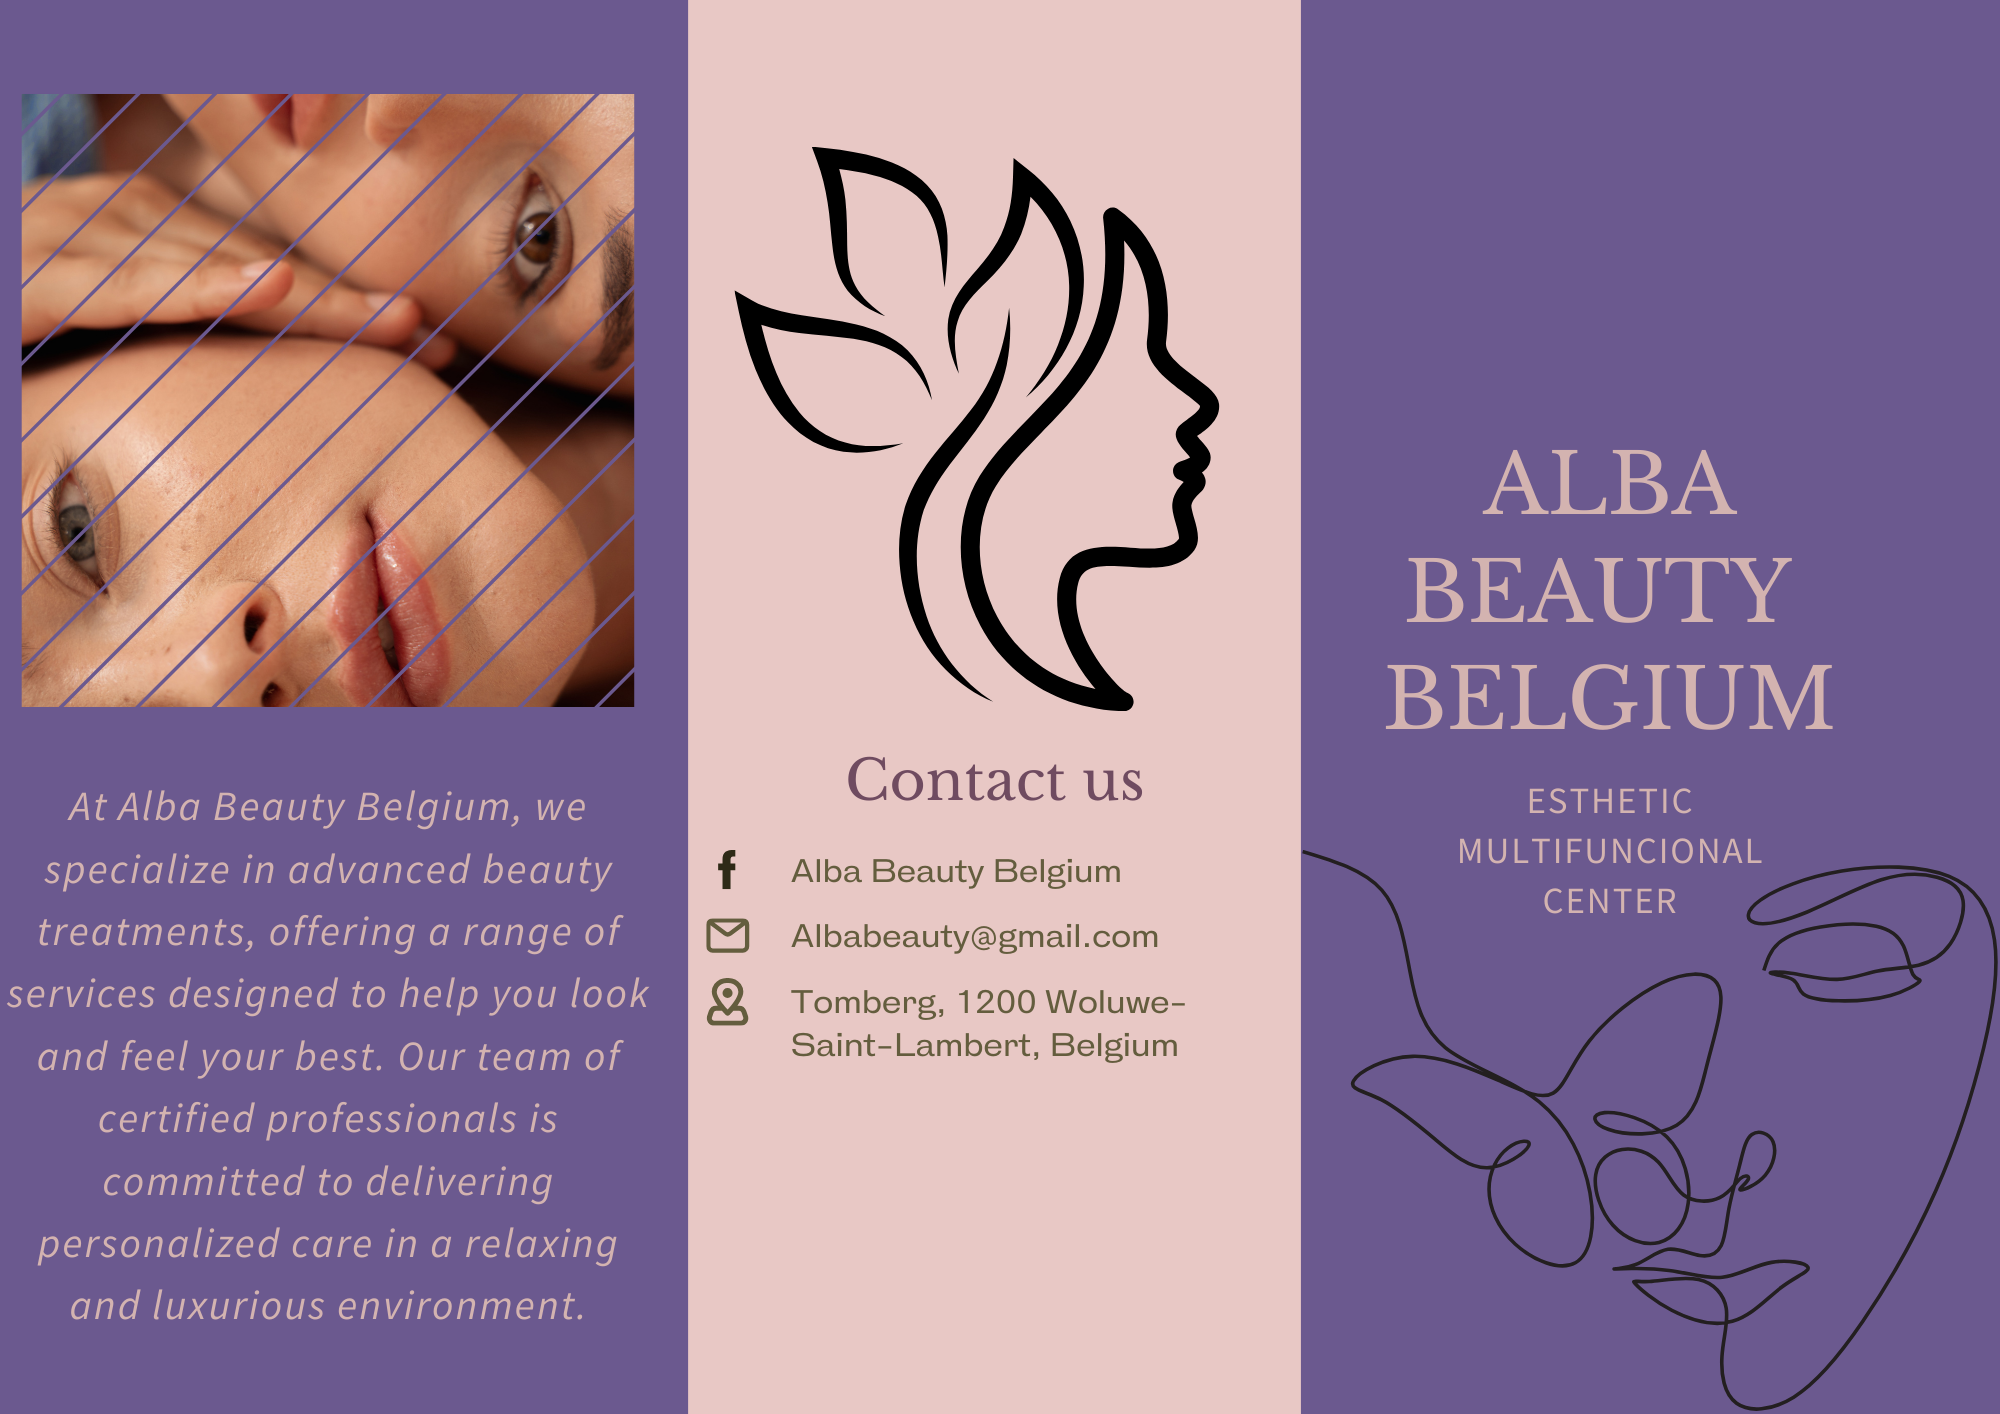 At Alba Beauty Belgium, we
specialize in advanced beauty
treatments, offering a range of
services designed to help you look
and feel your best. Our team of
certified professionals is
committed to delivering
personalized care in a relaxing
and luxurious environment.
Contact us
Alba Beauty Belgium
Albabeauty@gmail.com
Tomberg, 1200 Woluwe-
Saint-Lambert, Belgium
ALBA
BEAUTY
BELGIUM
ESTHETIC
MULTIFUNCIONAL
CENTER